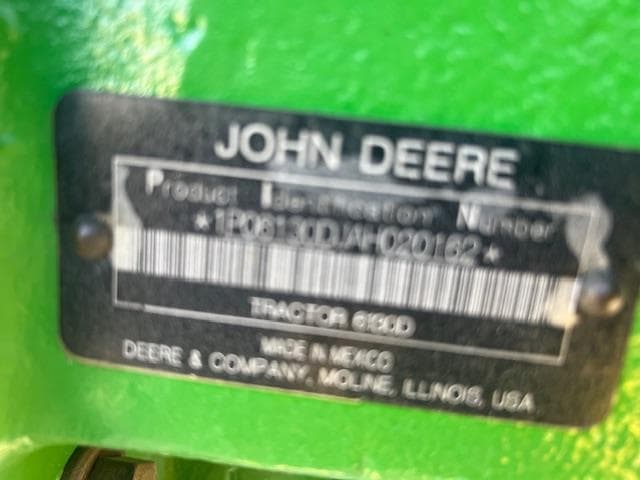 JOHN DEERE
Product Identification Number
*1P06130DJAH020162*
TRACTOR 6130D
MADE IN MEXICO
DEERE & COMPANY, MOLINE, ILLINOIS, USA